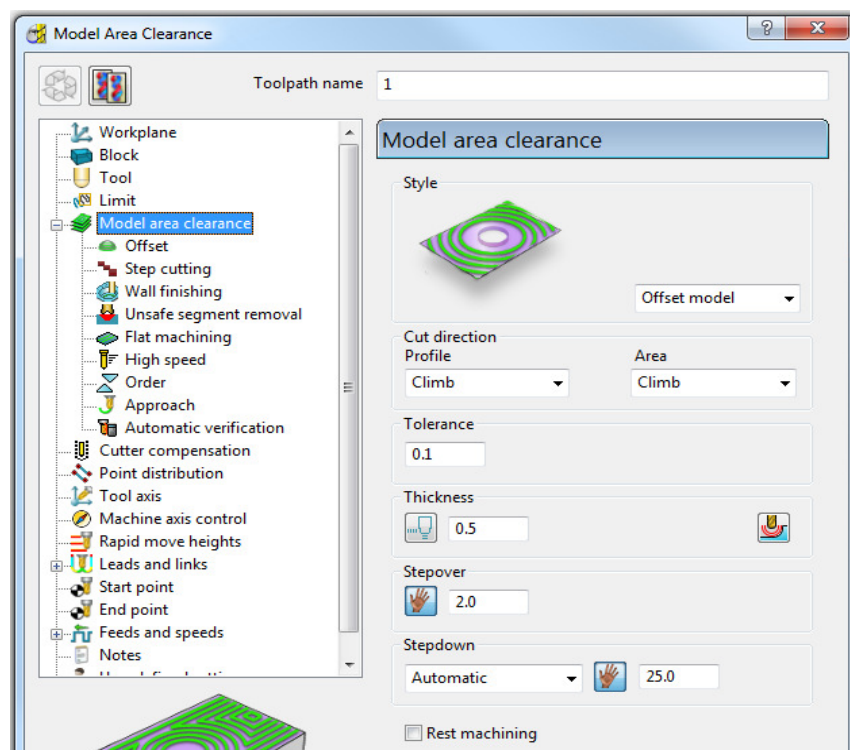 Model Area Clearance
?
X
Toolpath name
1
Workplane
Block
Tool
Limit
Model area clearance
Offset
Step cutting
Wall finishing
Unsafe segment removal
Flat machining
High speed
Order
Approach
Automatic verification
Cutter compensation
Point distribution
Tool axis
Machine axis control
Rapid move heights
Leads and links
Start point
End point
Feeds and speeds
Notes
Model area clearance
Style
Offset model
Cut direction
Profile Area
Climb Climb
Tolerance
0.1
Thickness
0.5
Stepover
2.0
Stepdown
Automatic 25.0
Rest machining